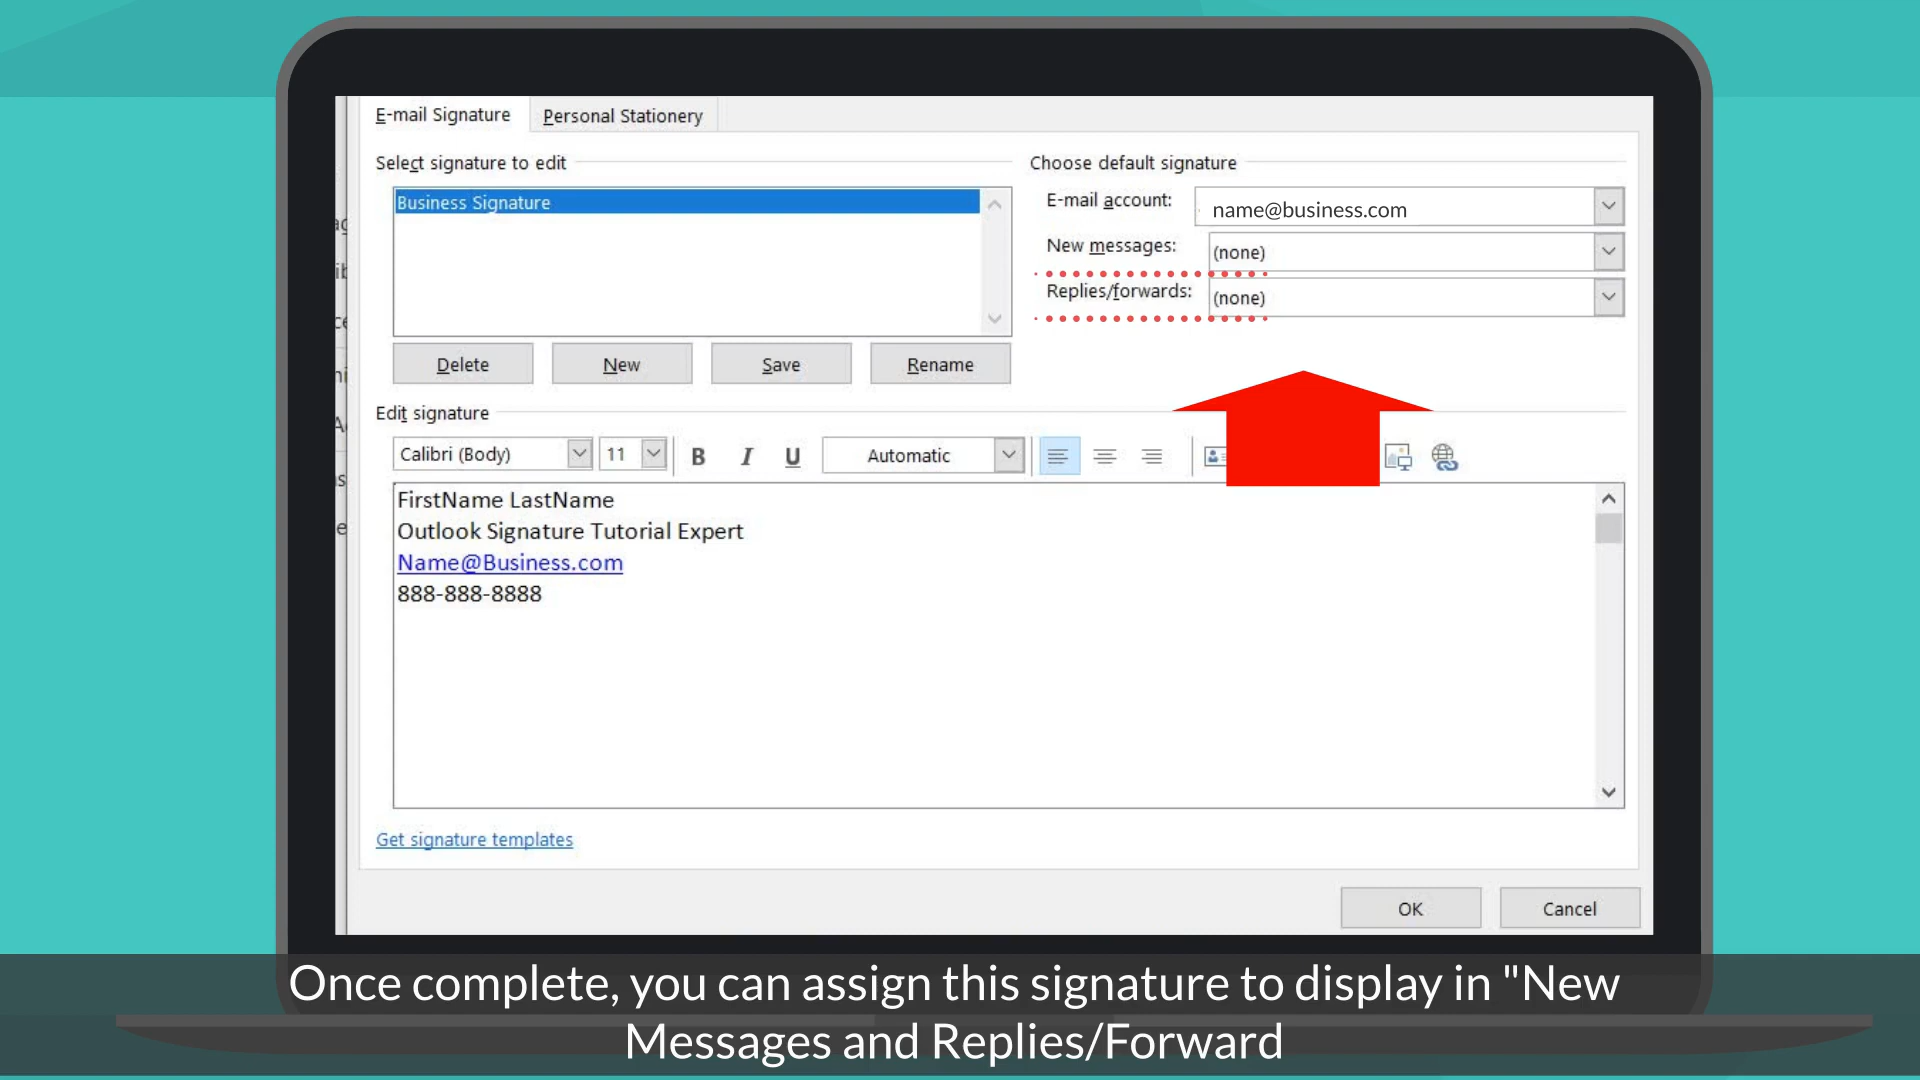 E-mail Signature
Personal Stationery
Select signature to edit
Business Signature
Delete
New
Save
Rename
Choose default signature
E-mail account:
name@business.com
New messages:
(none)
Replies/forwards:
(none)
Edit signature
Calibri (Body)
11
B
I
U
Automatic
FirstName LastName
Outlook Signature Tutorial Expert
Name@Business.com
888-888-8888
Get signature templates
OK
Cancel
Once complete, you can assign this signature to display in "New
Messages and Replies/Forward